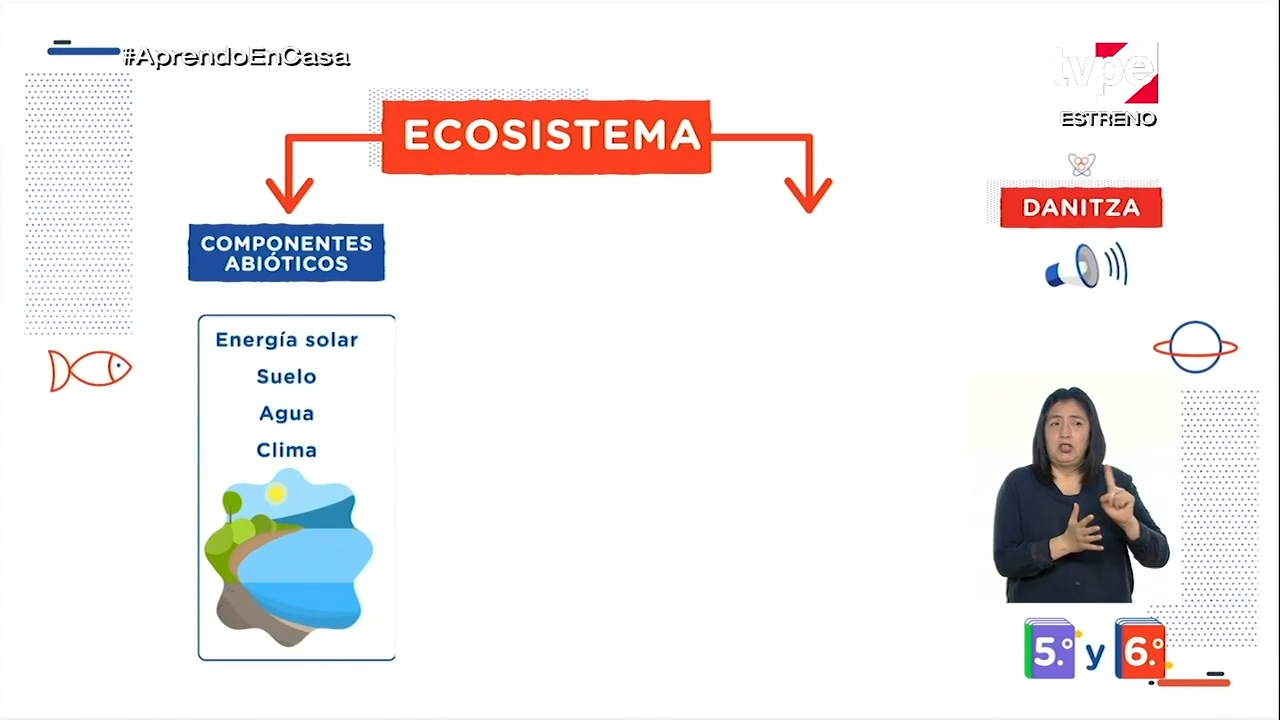 #AprendoEnCasa
tvpe
ESTRENO
ECOSISTEMA
DANITZA
COMPONENTES
ABIÓTICOS
Energía solar
Suelo
Agua
Clima
5.º y 6.º